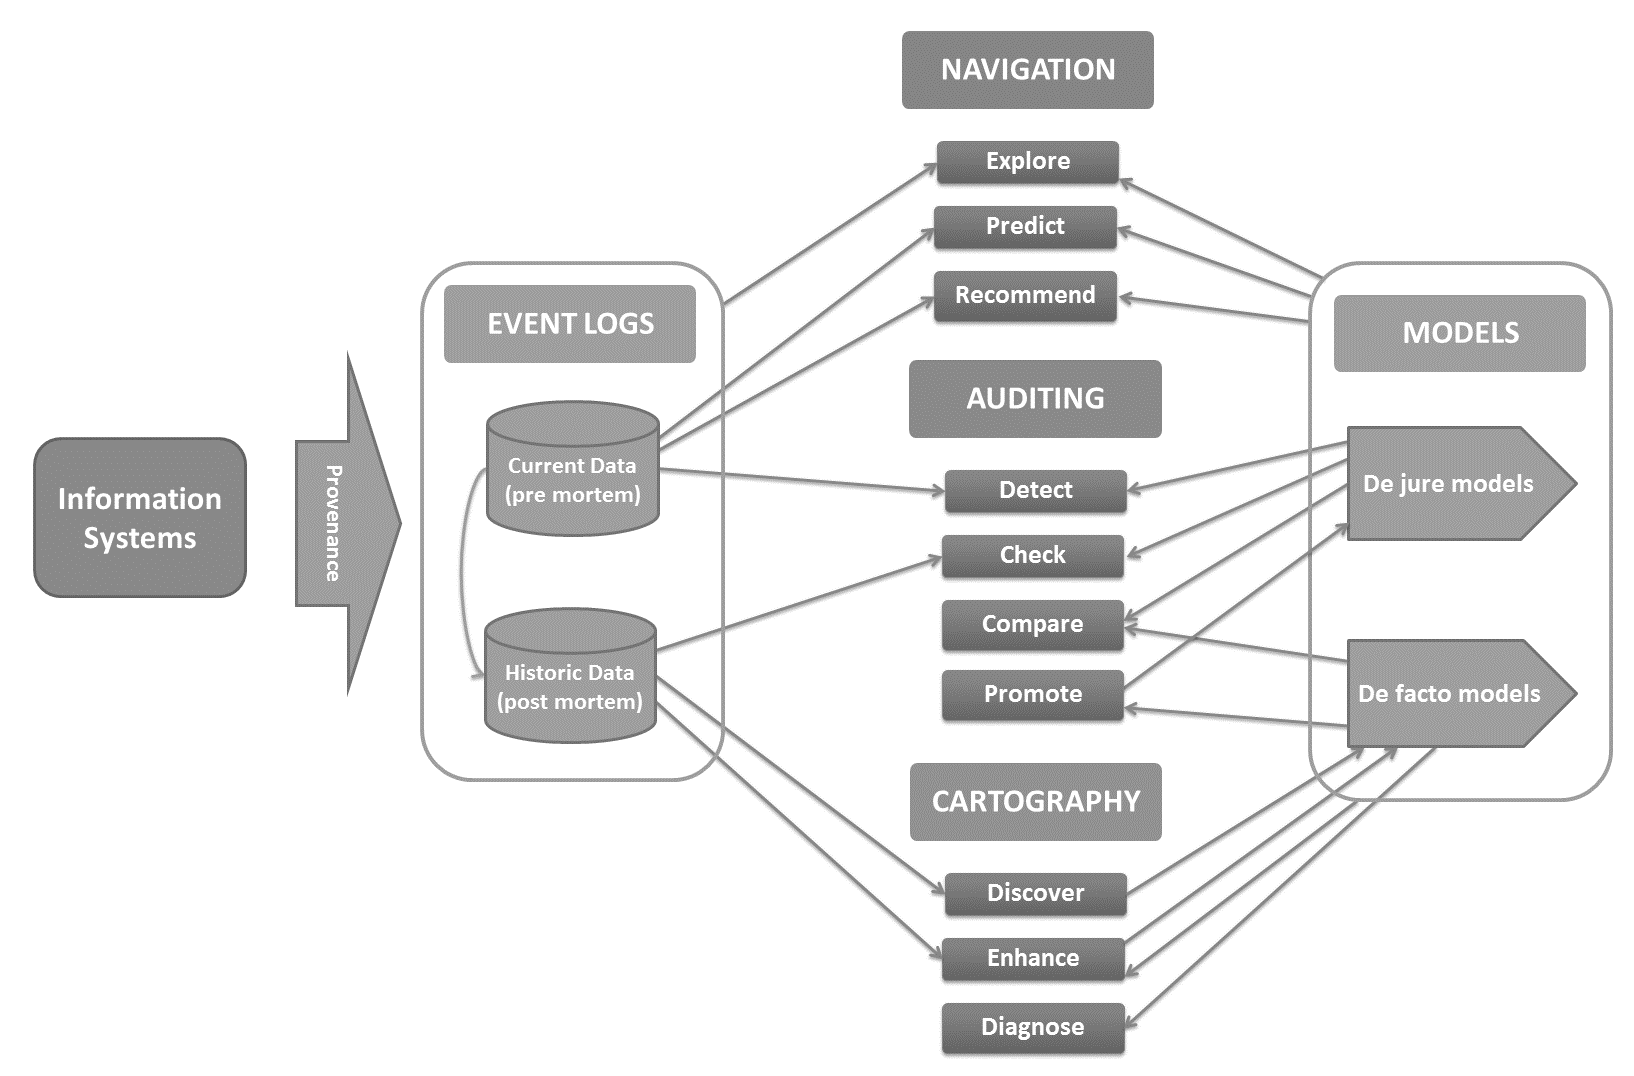 Information
Systems
Provenance
EVENT LOGS
Current Data
(pre mortem)
Historic Data
(post mortem)
NAVIGATION
Explore
Predict
Recommend
AUDITING
Detect
Check
Compare
Promote
CARTOGRAPHY
Discover
Enhance
Diagnose
MODELS
De jure models
De facto models